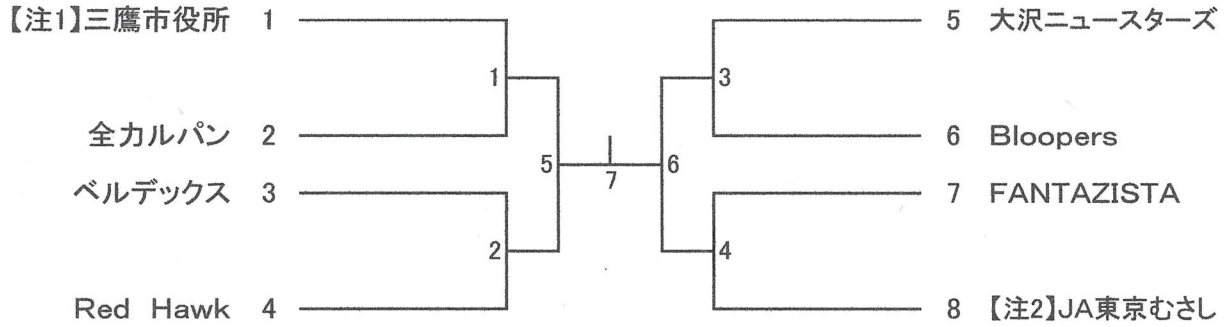 【注1】三鷹市役所 1
全力ルパン 2
ベルデックス 3
Red Hawk 4
1
2
5
7
6
3
4
5 大沢ニュースターズ
6 Bloopers
7 FANTAZISTA
8 【注2】JA東京むさし